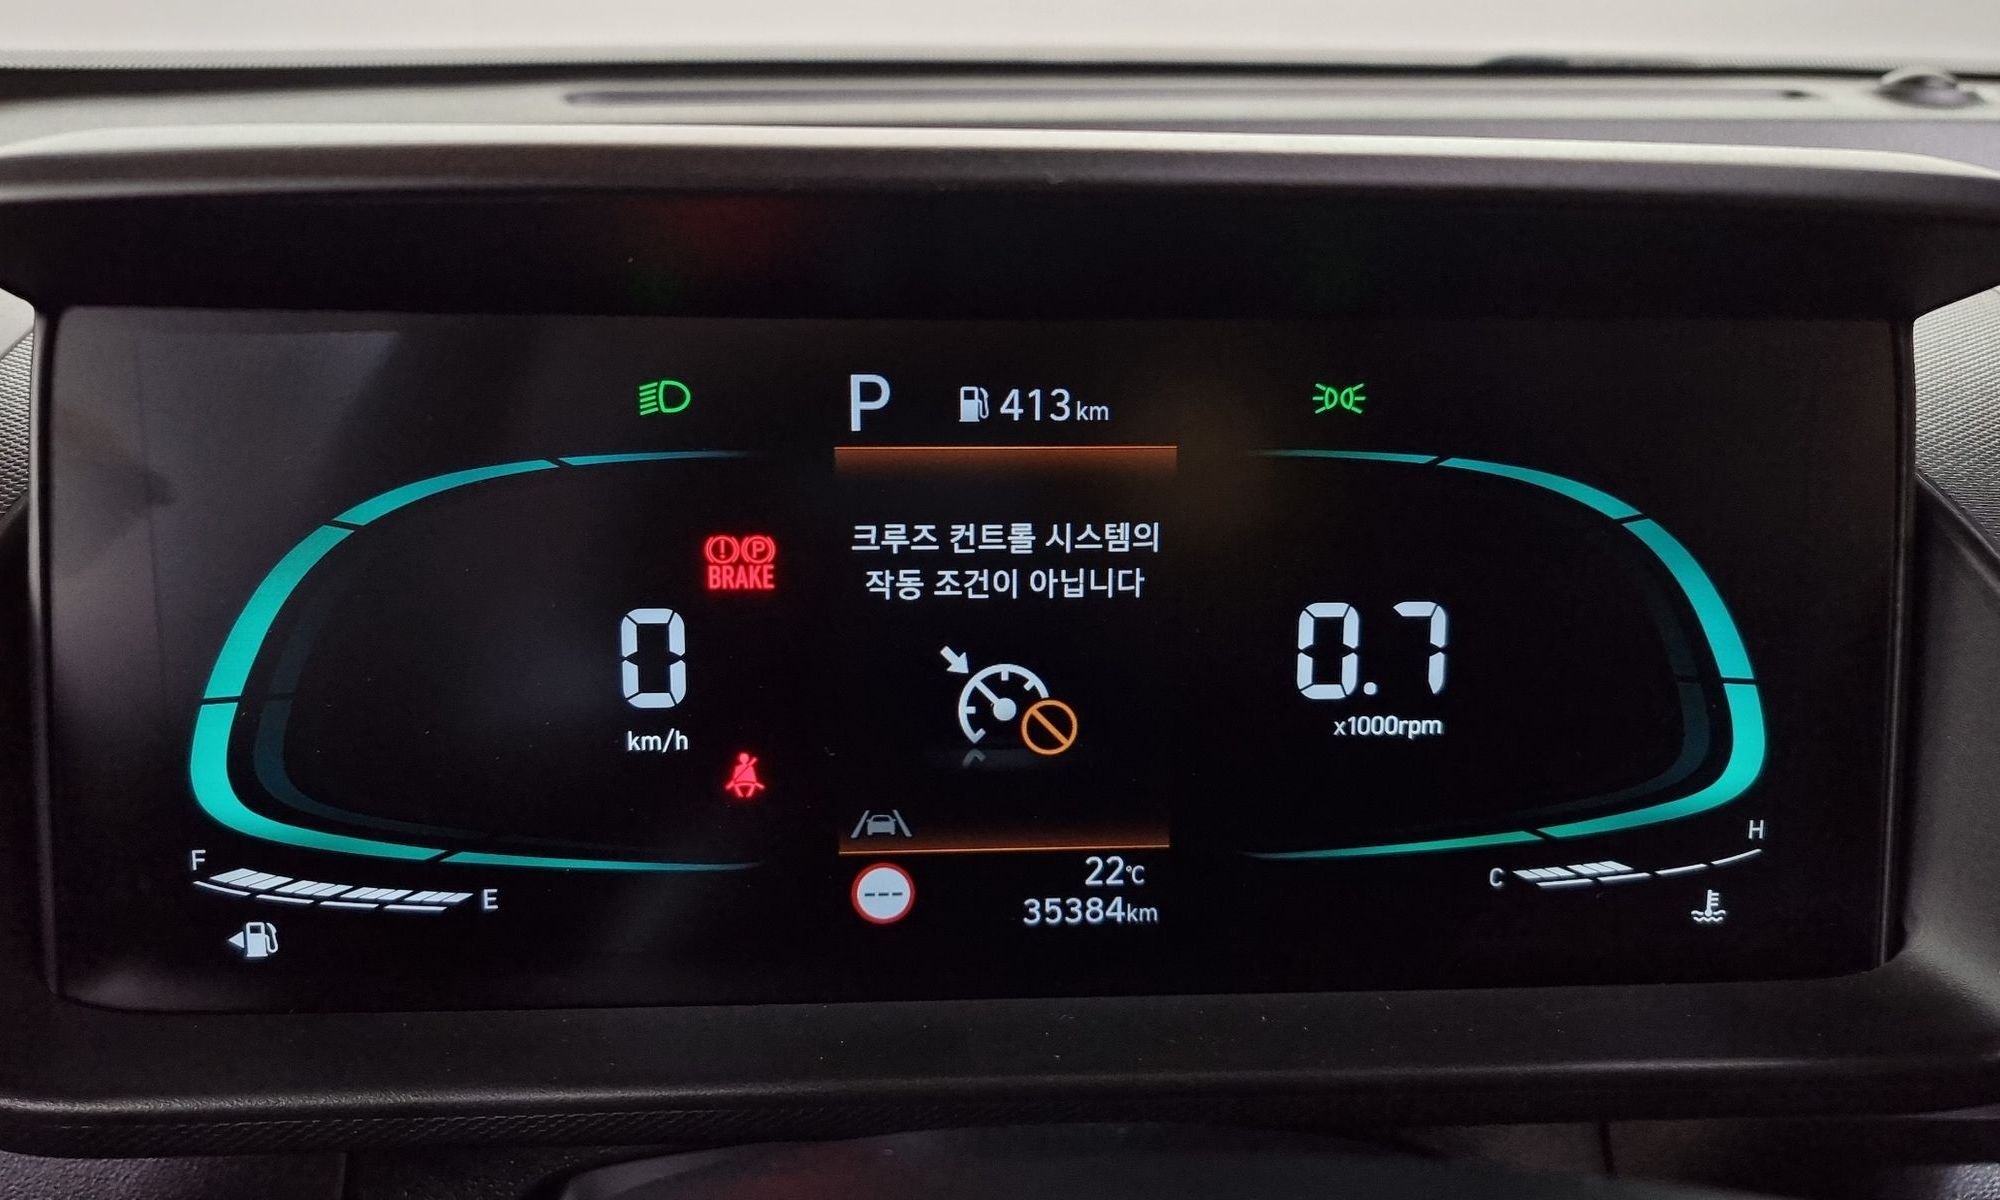 P 413km
크루즈 컨트롤 시스템의
작동 조건이 아닙니다
(!)(P)
BRAKE
0
km/h
0.7
x1000rpm
F
E
C
H
---
22℃
35384km